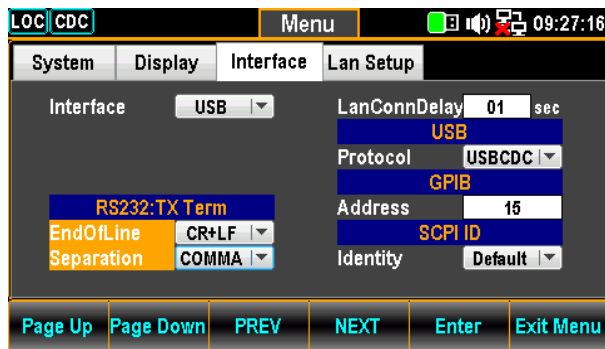 LOC CDC Menu 09:27:16
System Display Interface Lan Setup
Interface USB
LanConnDelay 01 sec
USB
Protocol USBCDC
GPIB
RS232:TX Term
Address 15
EndOfLine CR+LF
SCPI ID
Separation COMMA
Identity Default
Page Up Page Down PREV NEXT Enter Exit Menu